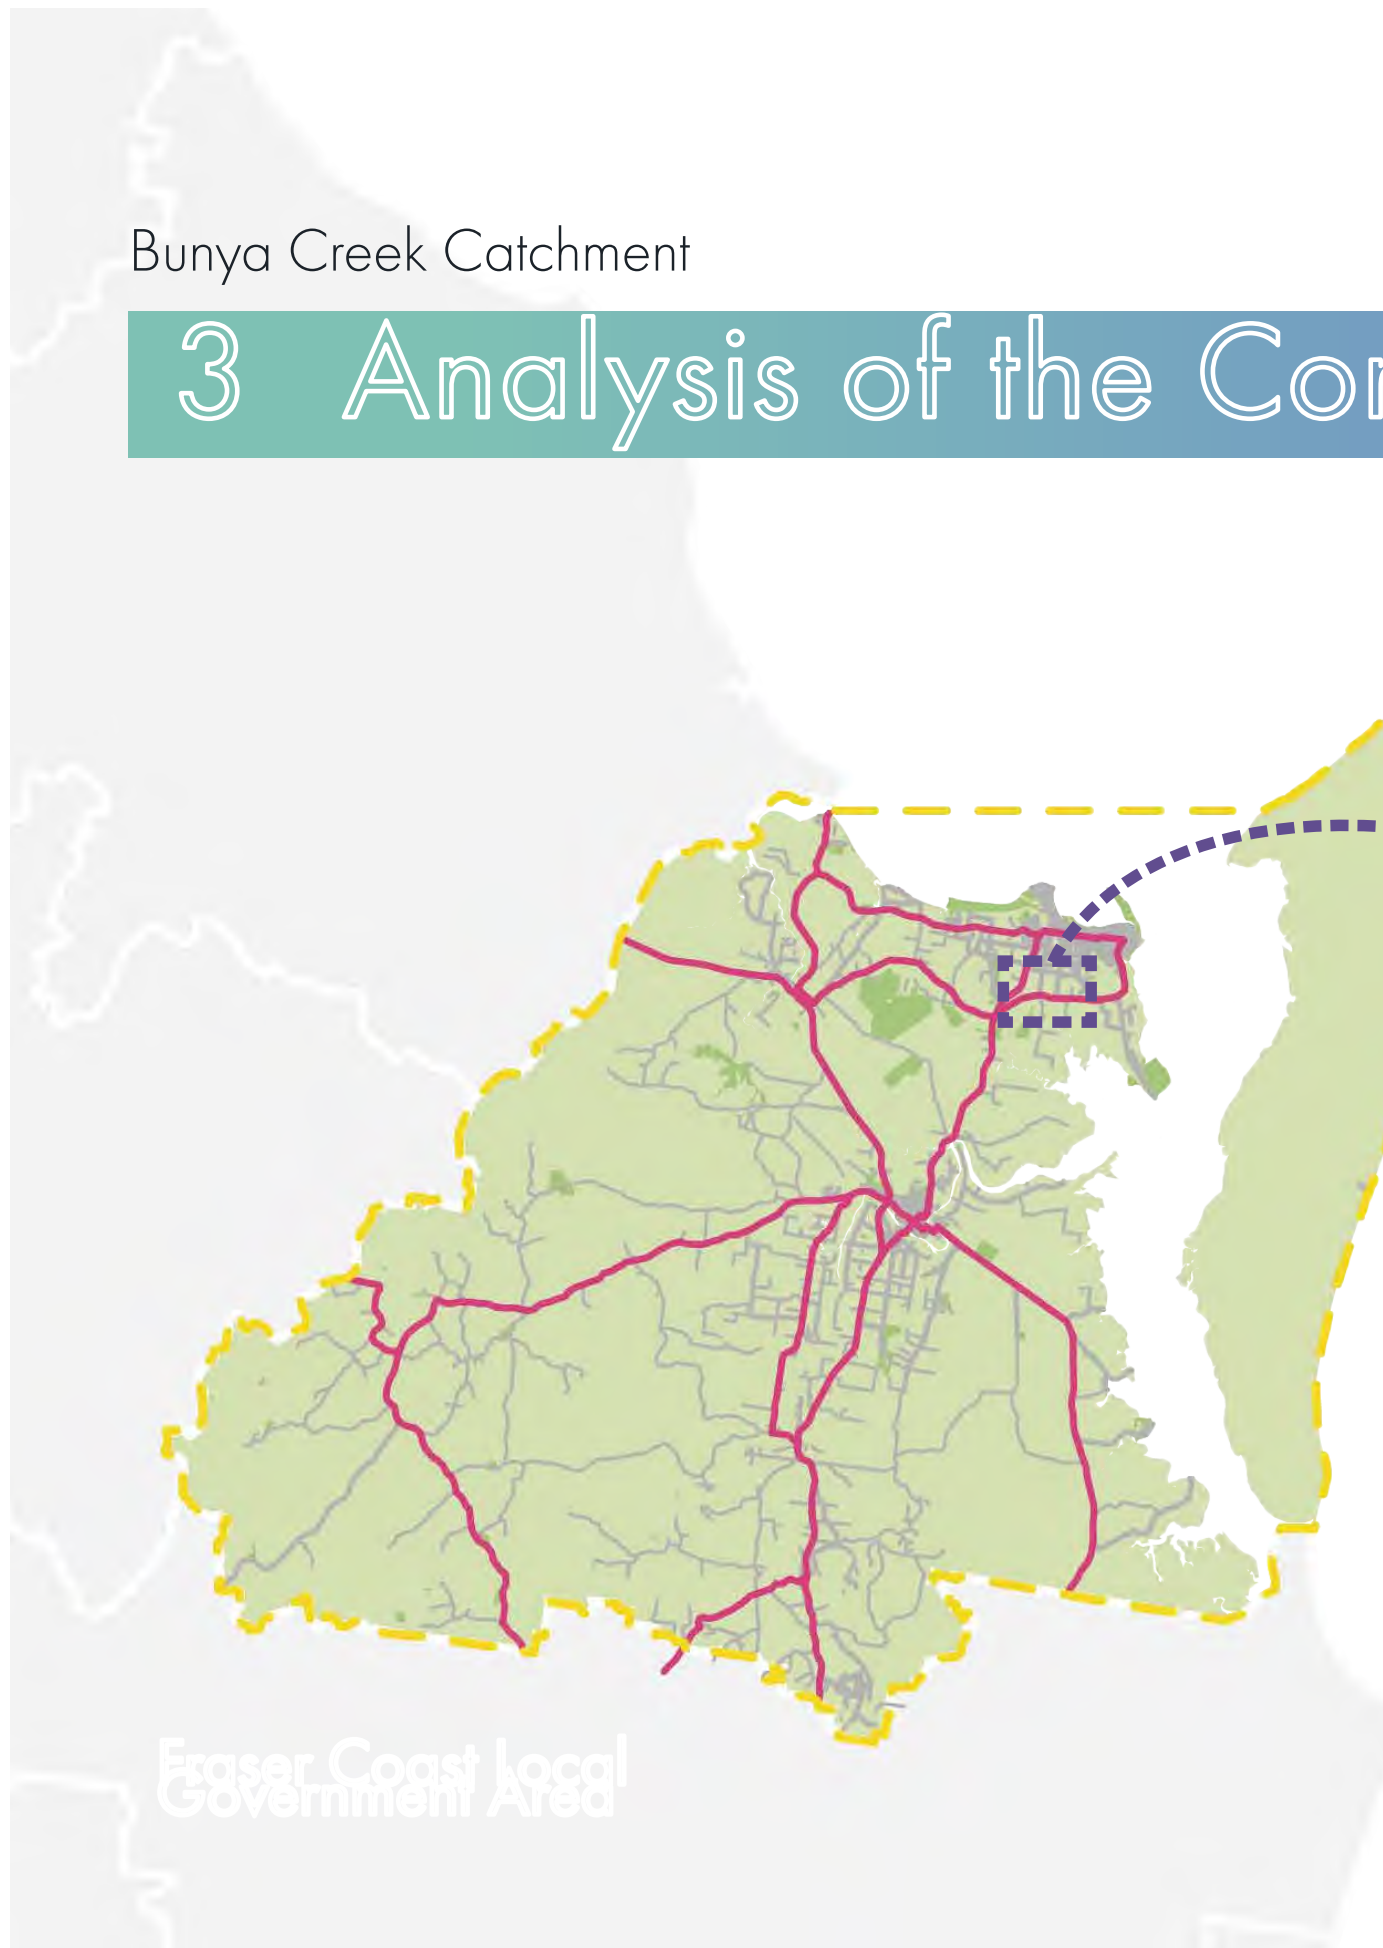 Bunya Creek Catchment
3 Analysis of the Co
Fraser Coast Local
Government Area